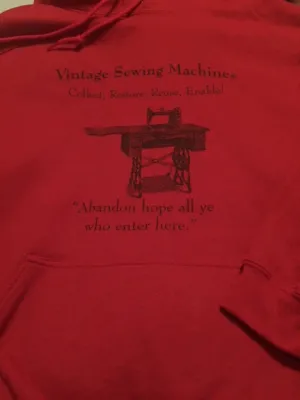 Vintage Sewing Machines
Collect, Restore, Reuse, Enable!
"Abandon hope all ye
who enter here."